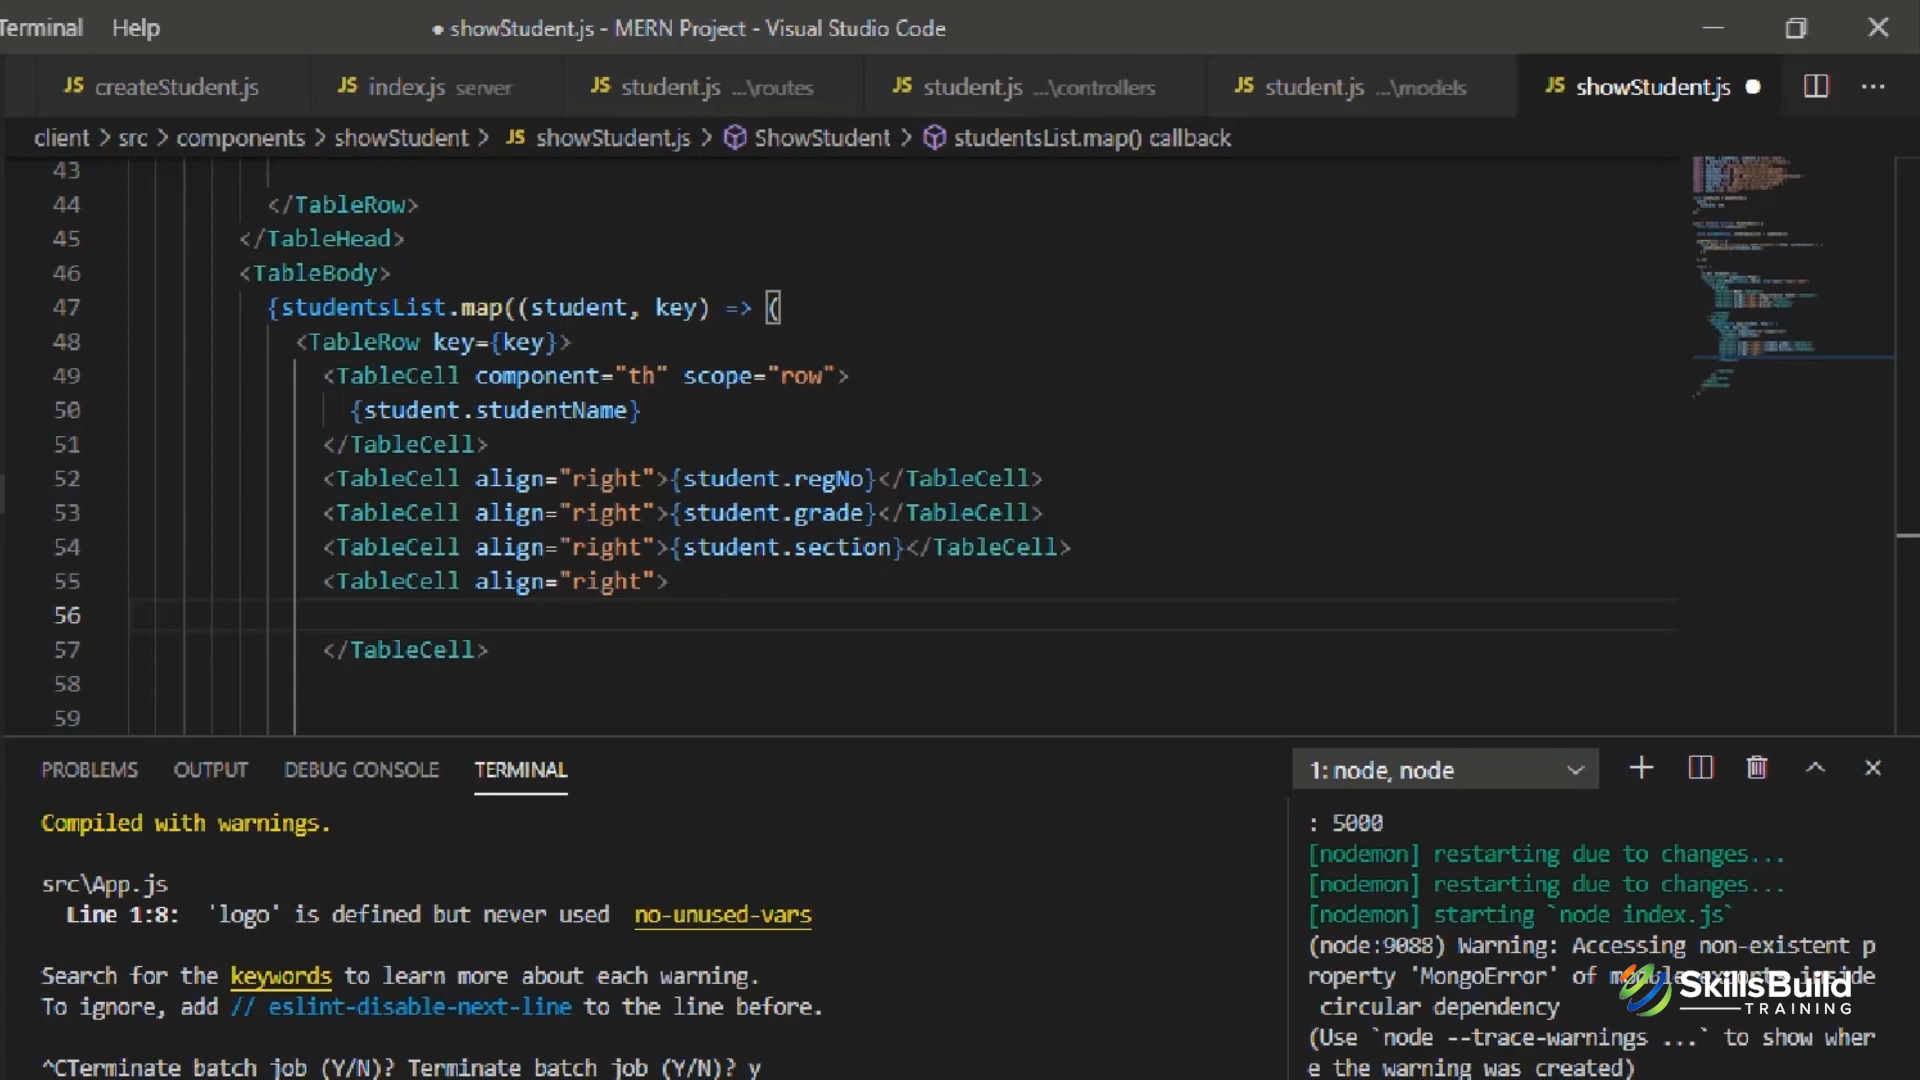 Terminal Help ● showStudent.js - MERN Project - Visual Studio Code
JS createStudent.js JS index.js server JS student.js ...\routes JS student.js ...\controllers JS student.js ...\models JS showStudent.js ●
client > src > components > showStudent > JS showStudent.js > ShowStudent > studentsList.map() callback
43
44 </TableRow>
45 </TableHead>
46 <TableBody>
47 {studentsList.map((student, key) => (
48 <TableRow key={key}>
49 <TableCell component="th" scope="row">
50 {student.studentName}
51 </TableCell>
52 <TableCell align="right">{student.regNo}</TableCell>
53 <TableCell align="right">{student.grade}</TableCell>
54 <TableCell align="right">{student.section}</TableCell>
55 <TableCell align="right">
56
57 </TableCell>
58
59
PROBLEMS OUTPUT DEBUG CONSOLE TERMINAL 1: node, node
Compiled with warnings.
src\App.js
Line 1:8: 'logo' is defined but never used no-unused-vars
Search for the keywords to learn more about each warning.
To ignore, add // eslint-disable-next-line to the line before.
^CTerminate batch job (Y/N)? Terminate batch job (Y/N)? y
: 5000
[nodemon] restarting due to changes...
[nodemon] restarting due to changes...
[nodemon] starting `node index.js`
(node:9088) Warning: Accessing non-existent p
roperty 'MongoError' of module exports inside
circular dependency
(Use `node --trace-warnings ...` to show wher
e the warning was created)
SkillsBuild
TRAINING